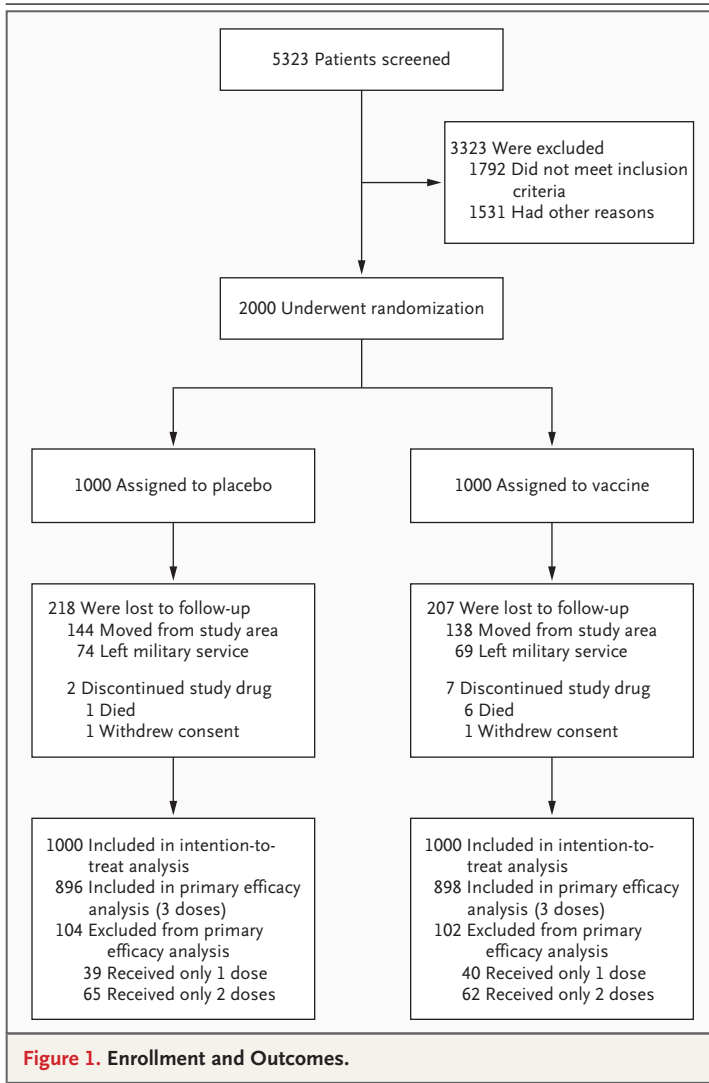 5323 Patients screened
3323 Were excluded
1792 Did not meet inclusion
criteria
1531 Had other reasons
2000 Underwent randomization
1000 Assigned to placebo
1000 Assigned to vaccine
218 Were lost to follow-up
144 Moved from study area
74 Left military service
2 Discontinued study drug
1 Died
1 Withdrew consent
207 Were lost to follow-up
138 Moved from study area
69 Left military service
7 Discontinued study drug
6 Died
1 Withdrew consent
1000 Included in intention-to-
treat analysis
896 Included in primary efficacy
analysis (3 doses)
104 Excluded from primary
efficacy analysis
39 Received only 1 dose
65 Received only 2 doses
1000 Included in intention-to-
treat analysis
898 Included in primary efficacy
analysis (3 doses)
102 Excluded from primary
efficacy analysis
40 Received only 1 dose
62 Received only 2 doses
Figure 1. Enrollment and Outcomes.